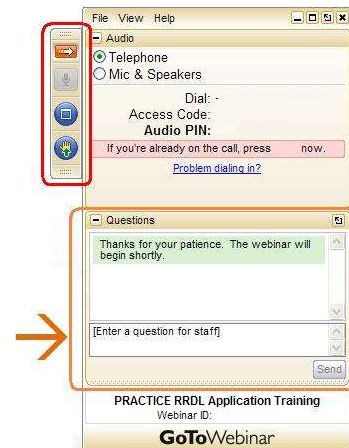 File View Help
Audio
Telephone
Mic & Speakers
Dial: -
Access Code:
Audio PIN:
If you're already on the call, press now.
Problem dialing in?
Questions
Thanks for your patience. The webinar will
begin shortly.
[Enter a question for staff]
Send
PRACTICE RRDL Application Training
Webinar ID:
GoToWebinar